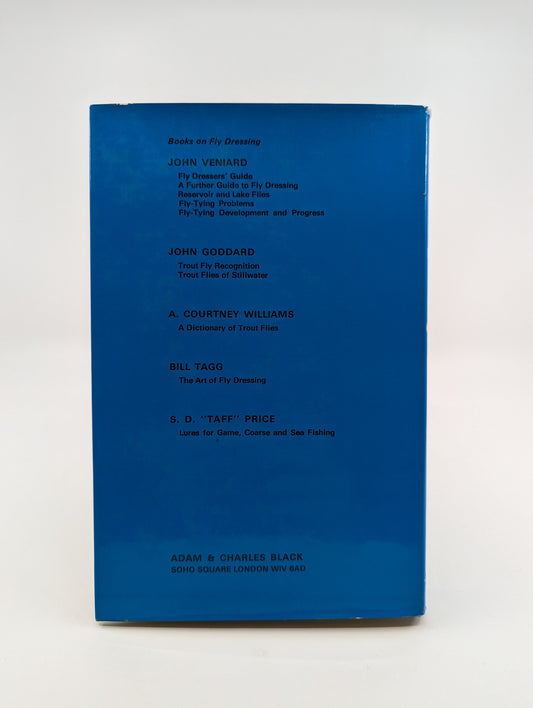 Books on Fly Dressing
JOHN VENIARD
Fly Dressers' Guide
A Further Guide to Fly Dressing
Reservoir and Lake Flies
Fly-Tying Problems
Fly-Tying Development and Progress
JOHN GODDARD
Trout Fly Recognition
Trout Flies of Stillwater
A. COURTNEY WILLIAMS
A Dictionary of Trout Flies
BILL TAGG
The Art of Fly Dressing
S. D. "TAFF" PRICE
Lures for Game, Coarse and Sea Fishing
ADAM & CHARLES BLACK
SOHO SQUARE LONDON WIV 6AD